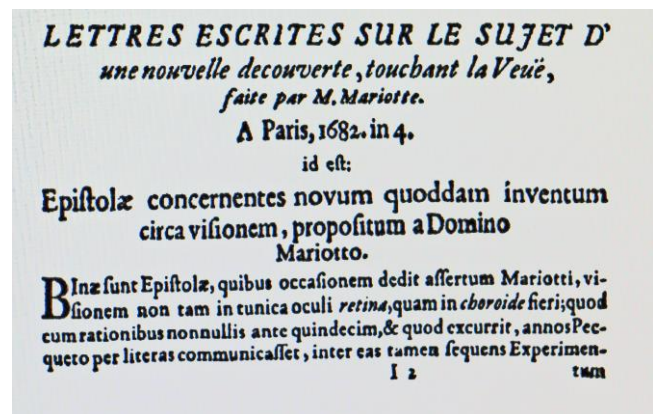 LETTRES ESCRITES SUR LE SUJET D'
une nouvelle decouverte, touchant la Veuë,
faite par M. Mariotte.
A Paris, 1682. in 4.
id eſt:
Epiſtolæ concernentes novum quoddam inventum
circa viſionem, propoſitum a Domino
Mariotto.
BInæ ſunt Epiſtolæ, quibus occaſionem dedit aſſertum Mariotti, vi-
ſionem non tam in tunica oculi retina, quam in choroide fieri; quod
cum rationibus nonnullis ante quindecim, & quod excurrit, annos Pec-
queto per literas communicaſſet, inter eas tamen ſequens Experimen-
I 2 tum